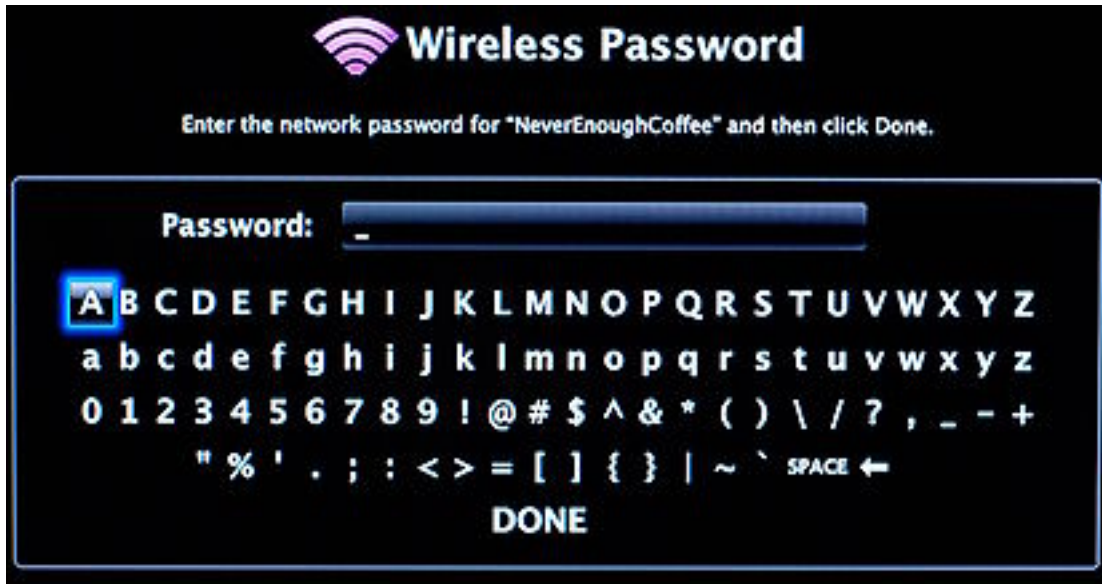 Wireless Password
Enter the network password for "NeverEnoughCoffee" and then click Done.
Password: _
A B C D E F G H I J K L M N O P Q R S T U V W X Y Z
a b c d e f g h i j k l m n o p q r s t u v w x y z
0 1 2 3 4 5 6 7 8 9 ! @ # $ ^ & * ( ) \ / ? , _ - +
" % ' . ; : < > = [ ] { } | ~ ` SPACE ←
DONE